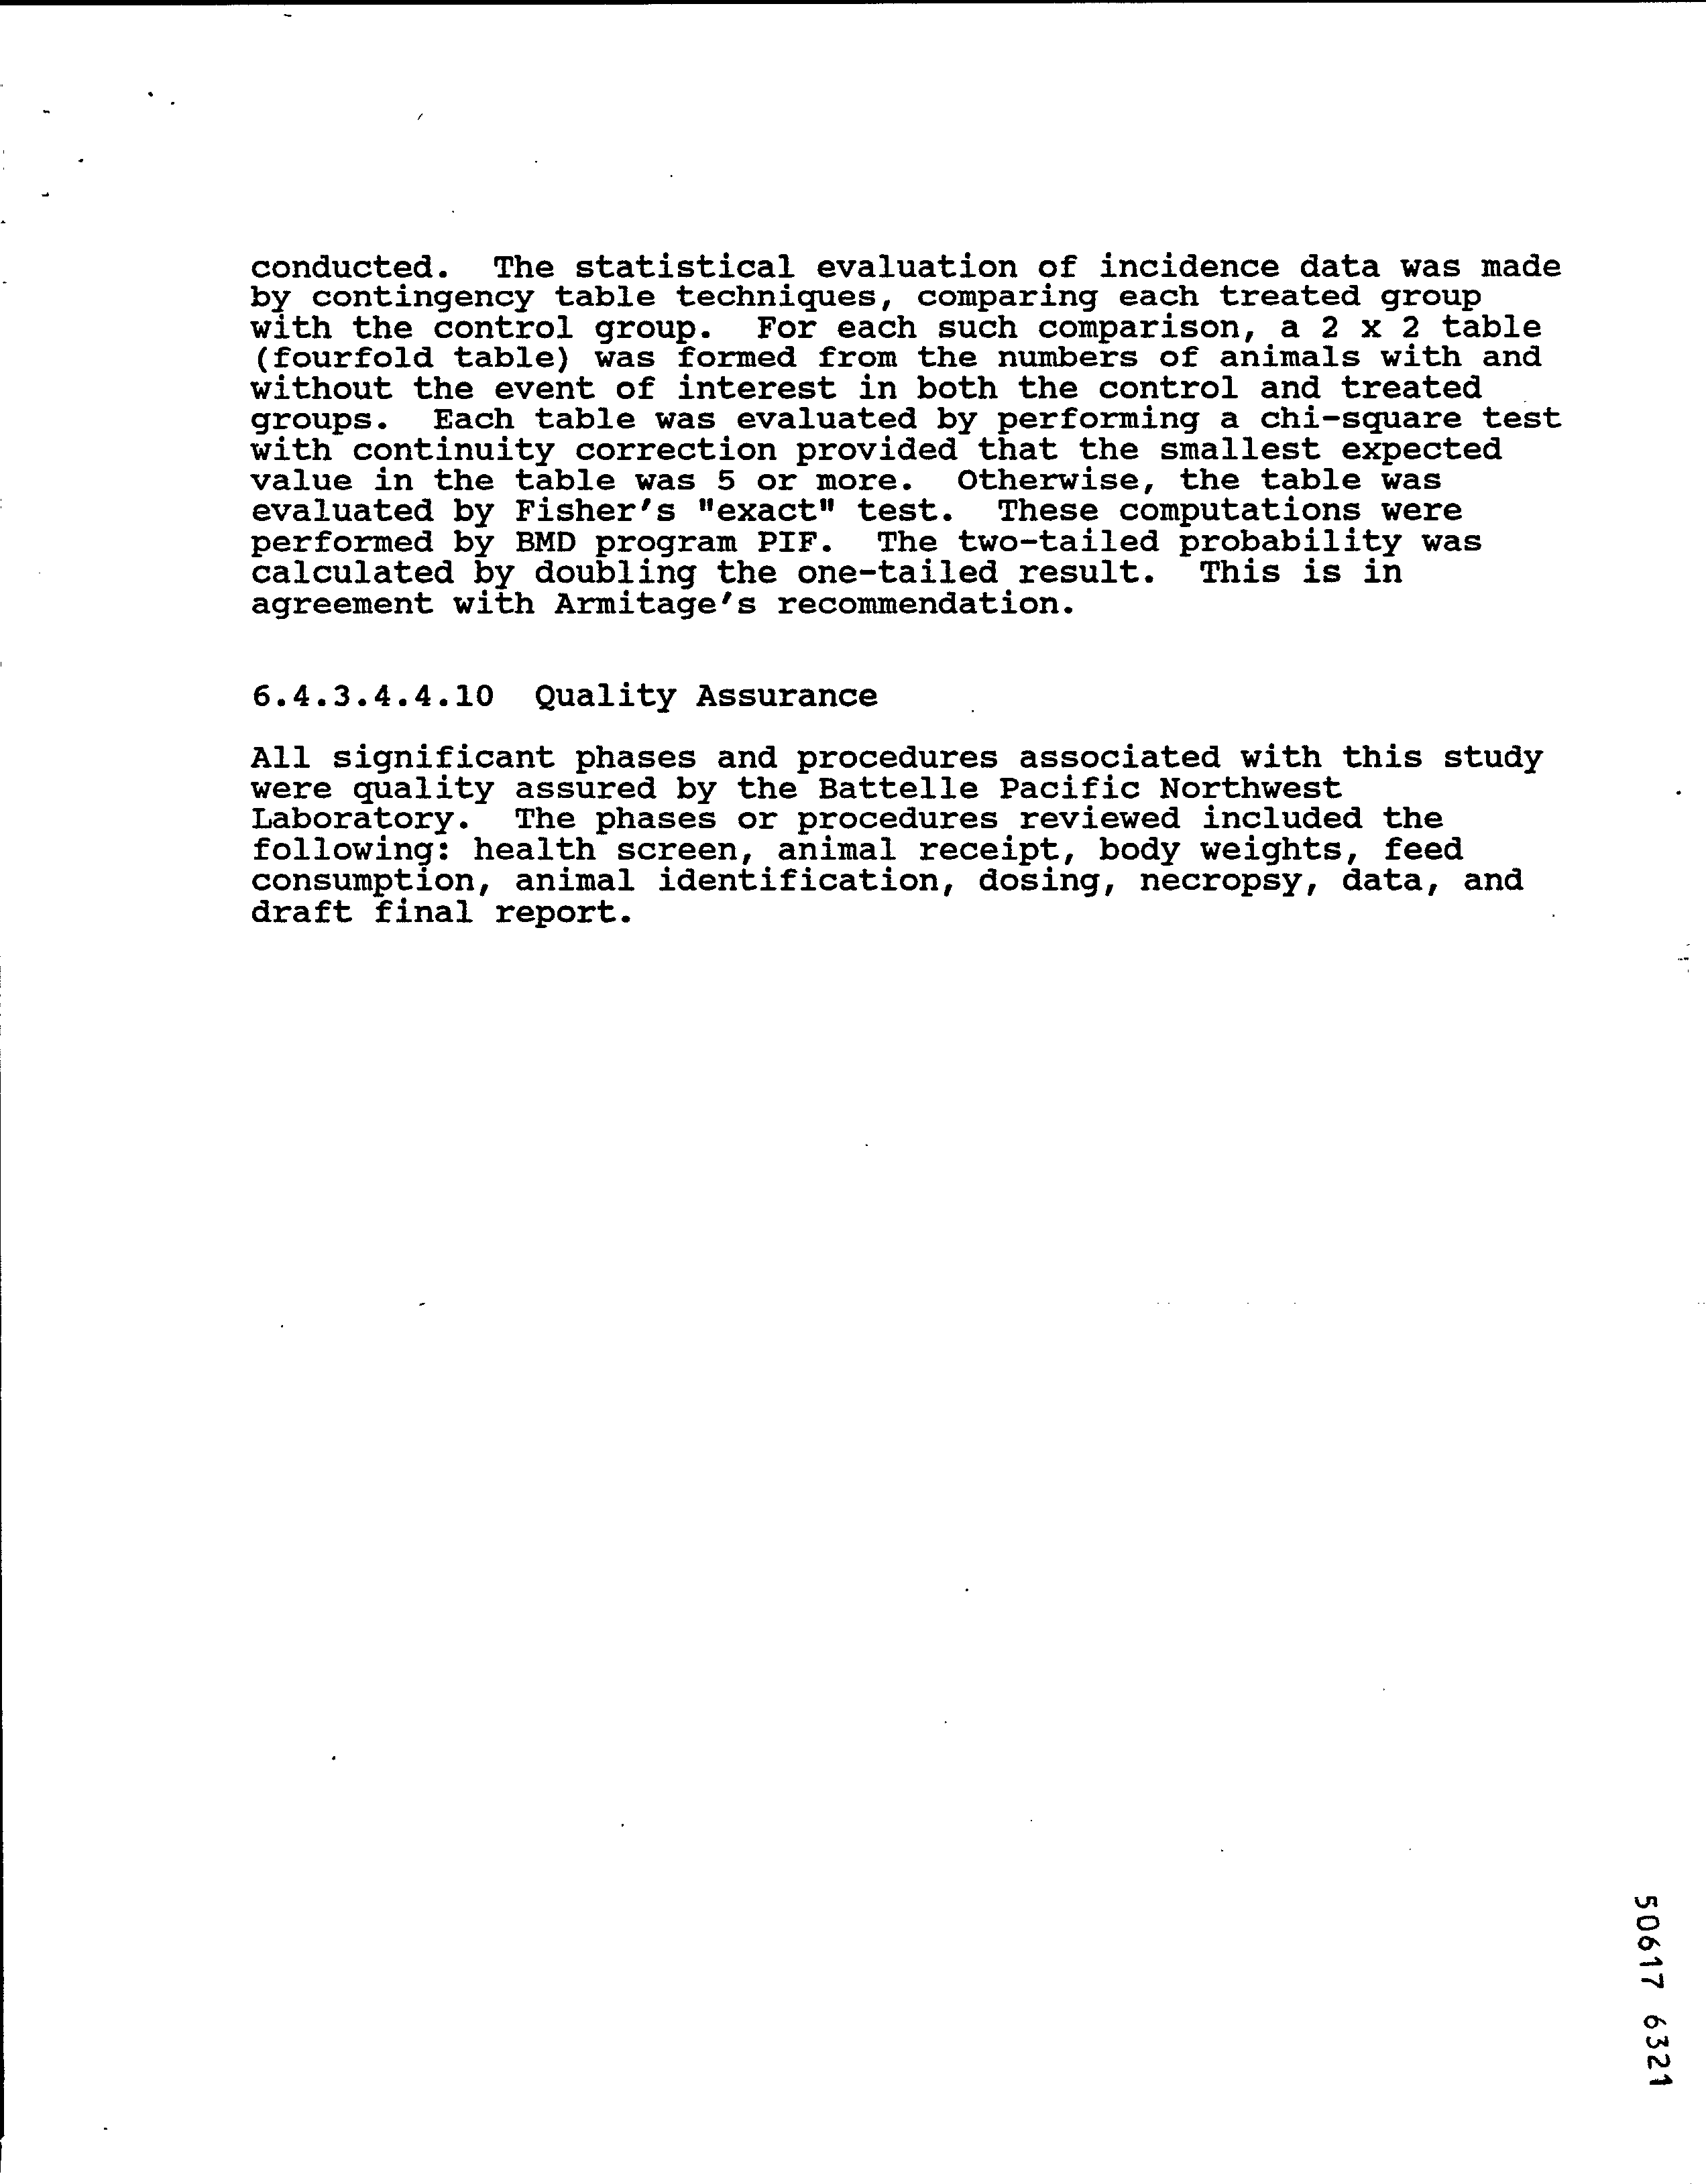 conducted.  The statistical evaluation of incidence data was made
by contingency table techniques, comparing each treated group
with the control group.  For each such comparison, a 2 x 2 table
(fourfold table) was formed from the numbers of animals with and
without the event of interest in both the control and treated
groups.  Each table was evaluated by performing a chi-square test
with continuity correction provided that the smallest expected
value in the table was 5 or more.  Otherwise, the table was
evaluated by Fisher's "exact" test.  These computations were
performed by BMD program PIF.  The two-tailed probability was
calculated by doubling the one-tailed result.  This is in
agreement with Armitage's recommendation.
6.4.3.4.4.10  Quality Assurance
All significant phases and procedures associated with this study
were quality assured by the Battelle Pacific Northwest
Laboratory.  The phases or procedures reviewed included the
following: health screen, animal receipt, body weights, feed
consumption, animal identification, dosing, necropsy, data, and
draft final report.
50617 6321